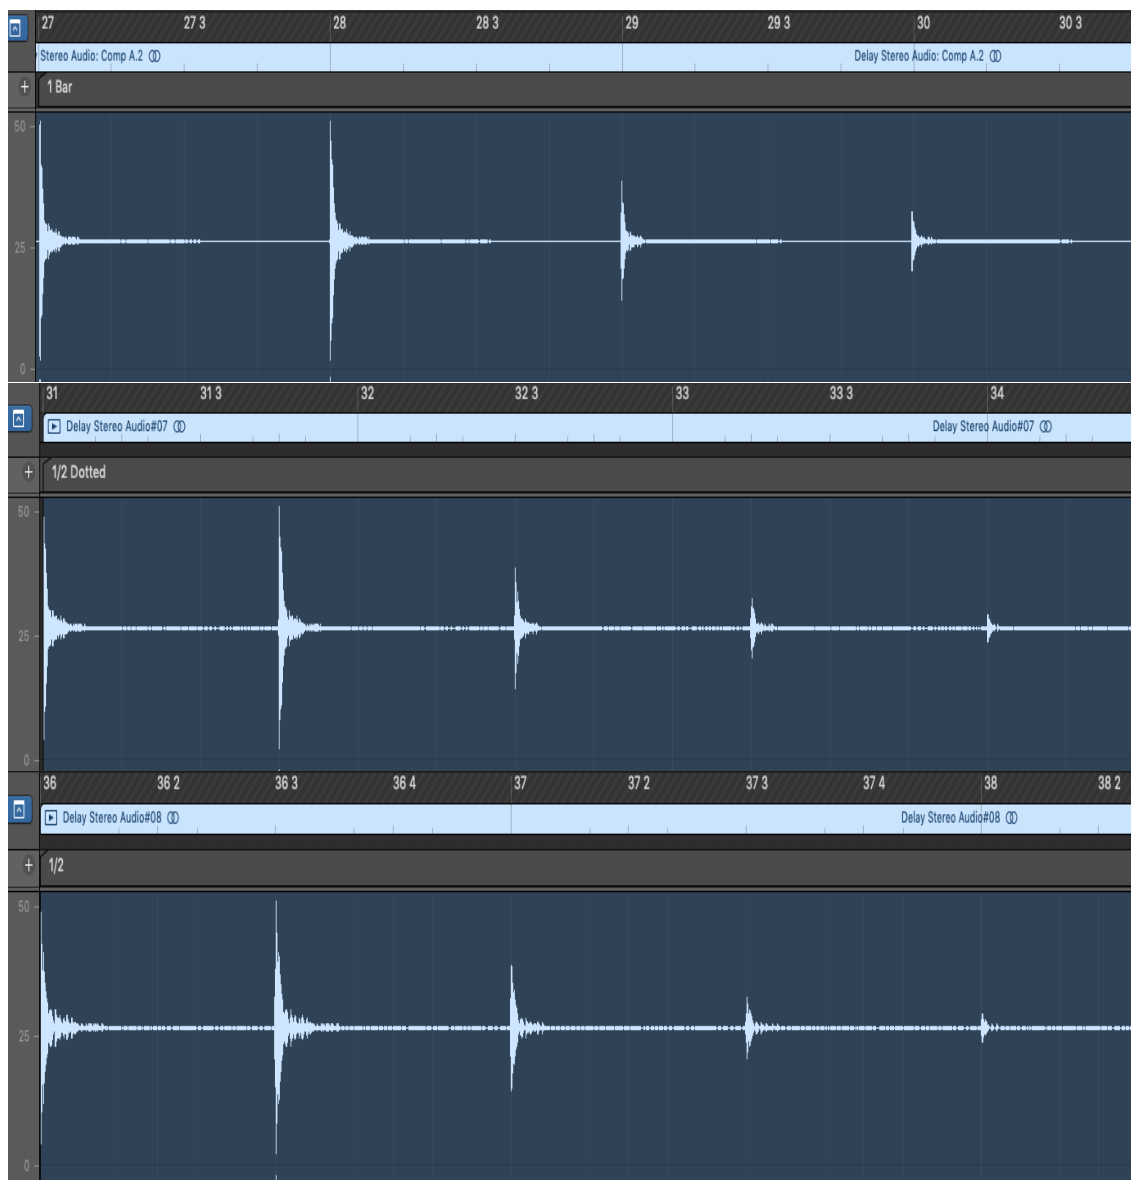 27 27 3 28 28 3 29 29 3 30 30 3
Stereo Audio: Comp A.2 Delay Stereo Audio: Comp A.2
+ 1 Bar
50
25
0
31 31 3 32 32 3 33 33 3 34
Delay Stereo Audio#07 Delay Stereo Audio#07
+ 1/2 Dotted
50
25
0
36 36 2 36 3 36 4 37 37 2 37 3 37 4 38 38 2
Delay Stereo Audio#08 Delay Stereo Audio#08
+ 1/2
50
25
0